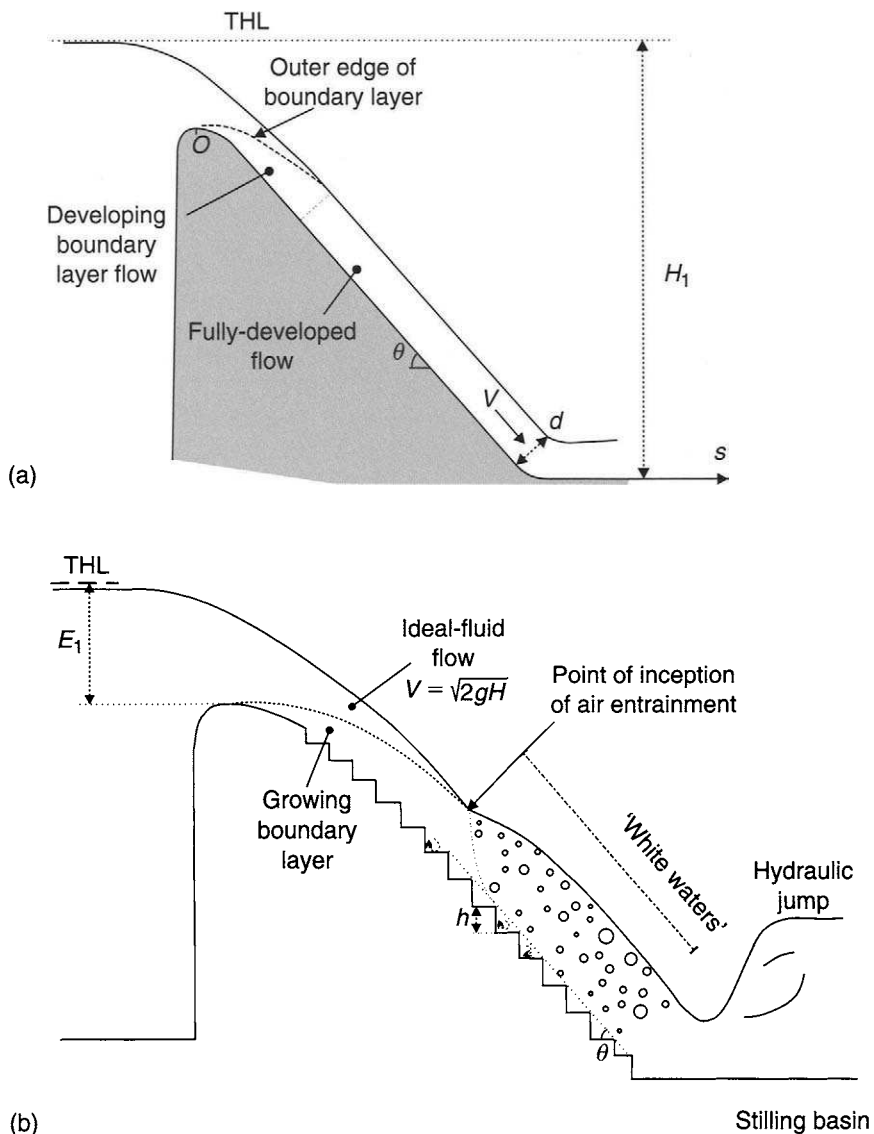 THL
Outer edge of
boundary layer
O
Developing
boundary
layer flow
H1
Fully-developed
flow
θ
V
d
s
(a)
THL
E1
Ideal-fluid
flow
V = √2gH
Point of inception
of air entrainment
Growing
boundary
layer
'White waters'
Hydraulic
jump
h
θ
(b)
Stilling basin